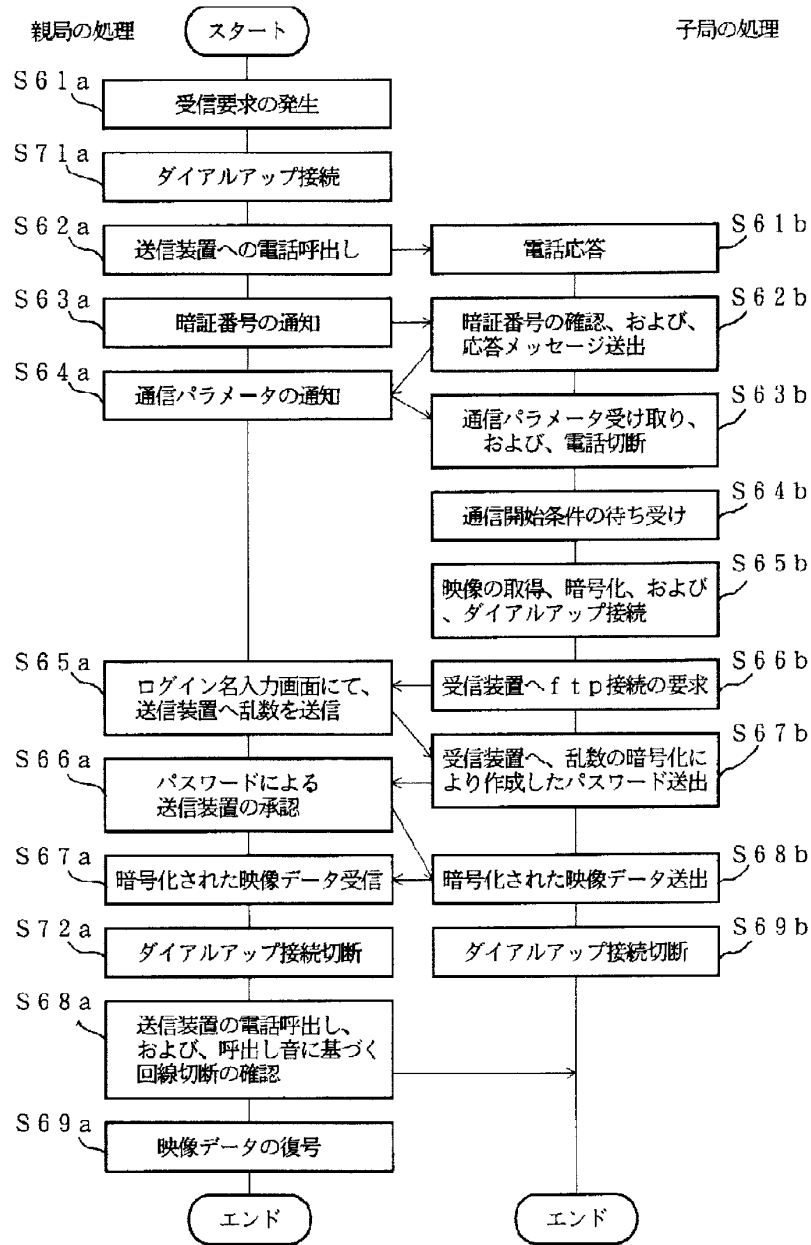 親局の処理
スタート
子局の処理
S61a
受信要求の発生
S71a
ダイアルアップ接続
S62a
送信装置への電話呼出し
S61b
電話応答
S63a
暗証番号の通知
S62b
暗証番号の確認、および、
応答メッセージ送出
S64a
通信パラメータの通知
S63b
通信パラメータ受け取り、
および、電話切断
S64b
通信開始条件の待ち受け
S65b
映像の取得、暗号化、および
、ダイアルアップ接続
S65a
ログイン名入力画面にて、
送信装置へ乱数を送信
S66b
受信装置へftp接続の要求
S67b
受信装置へ、乱数の暗号化に
より作成したパスワード送出
S66a
パスワードによる
送信装置の承認
S67a
暗号化された映像データ受信
S68b
暗号化された映像データ送出
S72a
ダイアルアップ接続切断
S69b
ダイアルアップ接続切断
S68a
送信装置の電話呼出し、
および、呼出し音に基づく
回線切断の確認
S69a
映像データの復号
エンド
エンド